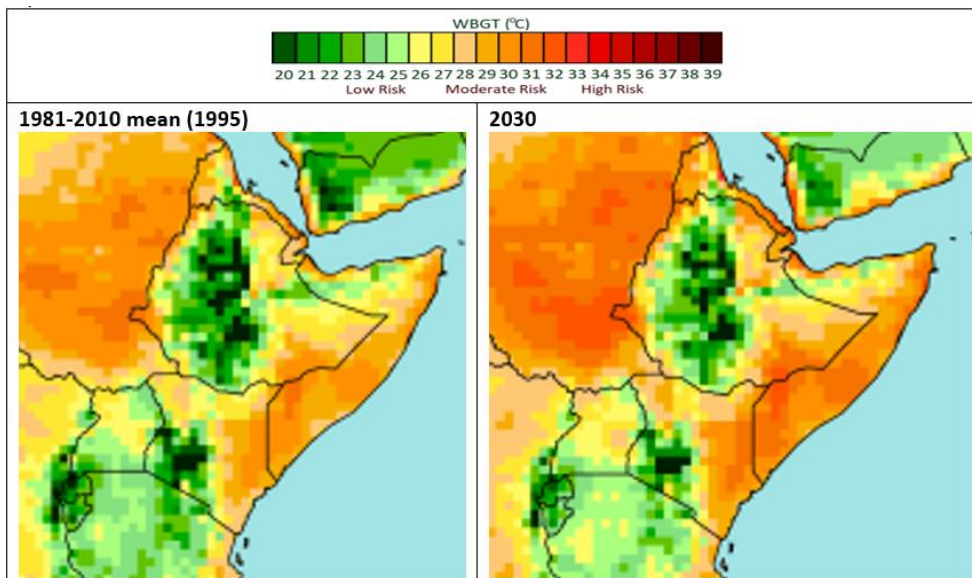 WBGT (ºC)
20 21 22 23 24 25 26 27 28 29 30 31 32 33 34 35 36 37 38 39
Low Risk Moderate Risk High Risk
1981-2010 mean (1995)
2030